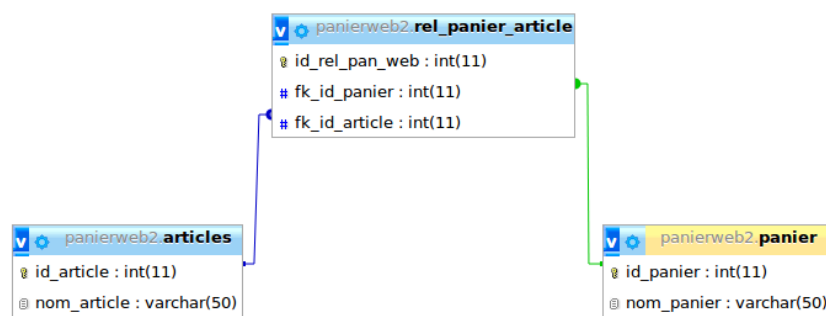 v panierweb2.rel_panier_article
id_rel_pan_web : int(11)
# fk_id_panier : int(11)
# fk_id_article : int(11)
v panierweb2.articles
id_article : int(11)
nom_article : varchar(50)
v panierweb2.panier
id_panier : int(11)
nom_panier : varchar(50)